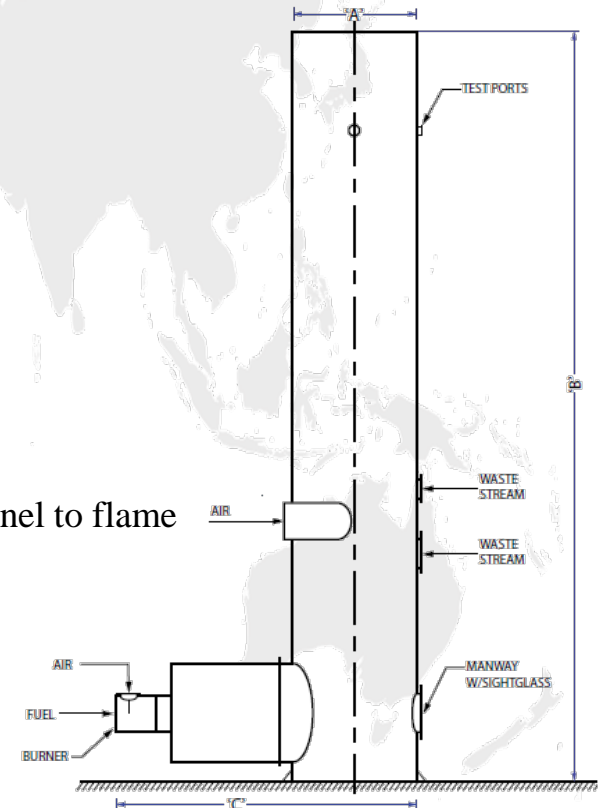 "A"
TEST PORTS
"B"
WASTE
STREAM
nel to flame
AIR
WASTE
STREAM
AIR
MANWAY
W/SIGHTGLASS
FUEL
BURNER
"C"